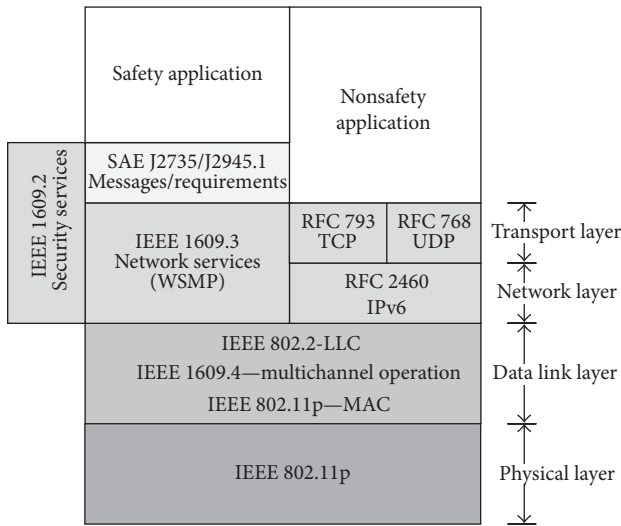 Safety application
Nonsafety
application
IEEE 1609.2
Security services
SAE J2735/J2945.1
Messages/requirements
IEEE 1609.3
Network services
(WSMP)
RFC 793
TCP
RFC 768
UDP
Transport layer
RFC 2460
IPv6
Network layer
IEEE 802.2-LLC
IEEE 1609.4—multichannel operation
IEEE 802.11p—MAC
Data link layer
IEEE 802.11p
Physical layer